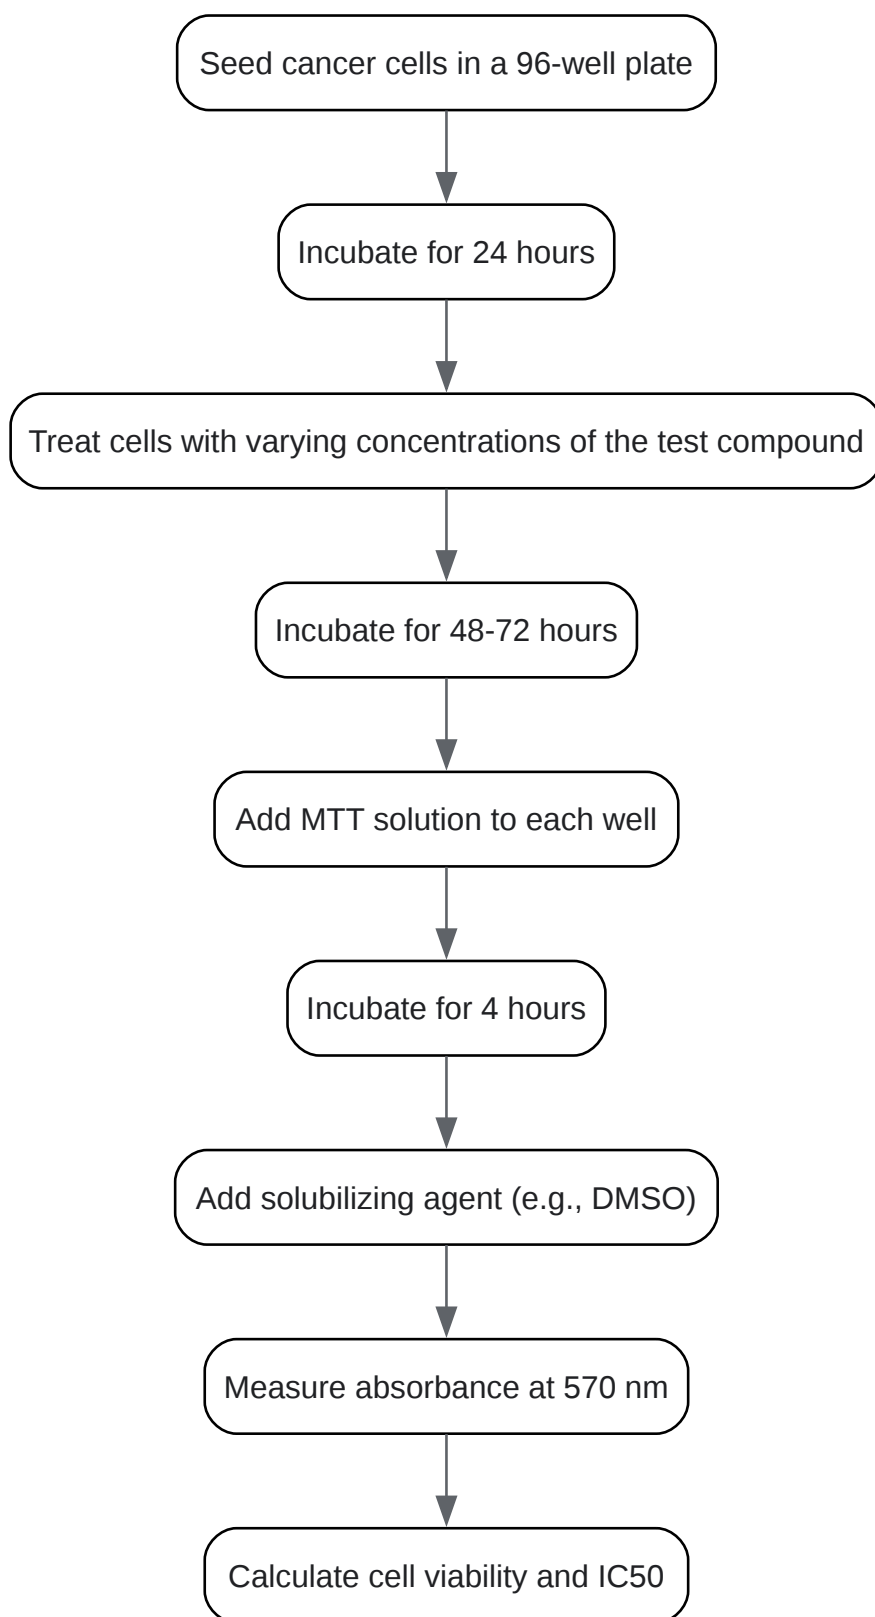 Seed cancer cells in a 96-well plate
Incubate for 24 hours
Treat cells with varying concentrations of the test compound
Incubate for 48-72 hours
Add MTT solution to each well
Incubate for 4 hours
Add solubilizing agent (e.g., DMSO)
Measure absorbance at 570 nm
Calculate cell viability and IC50